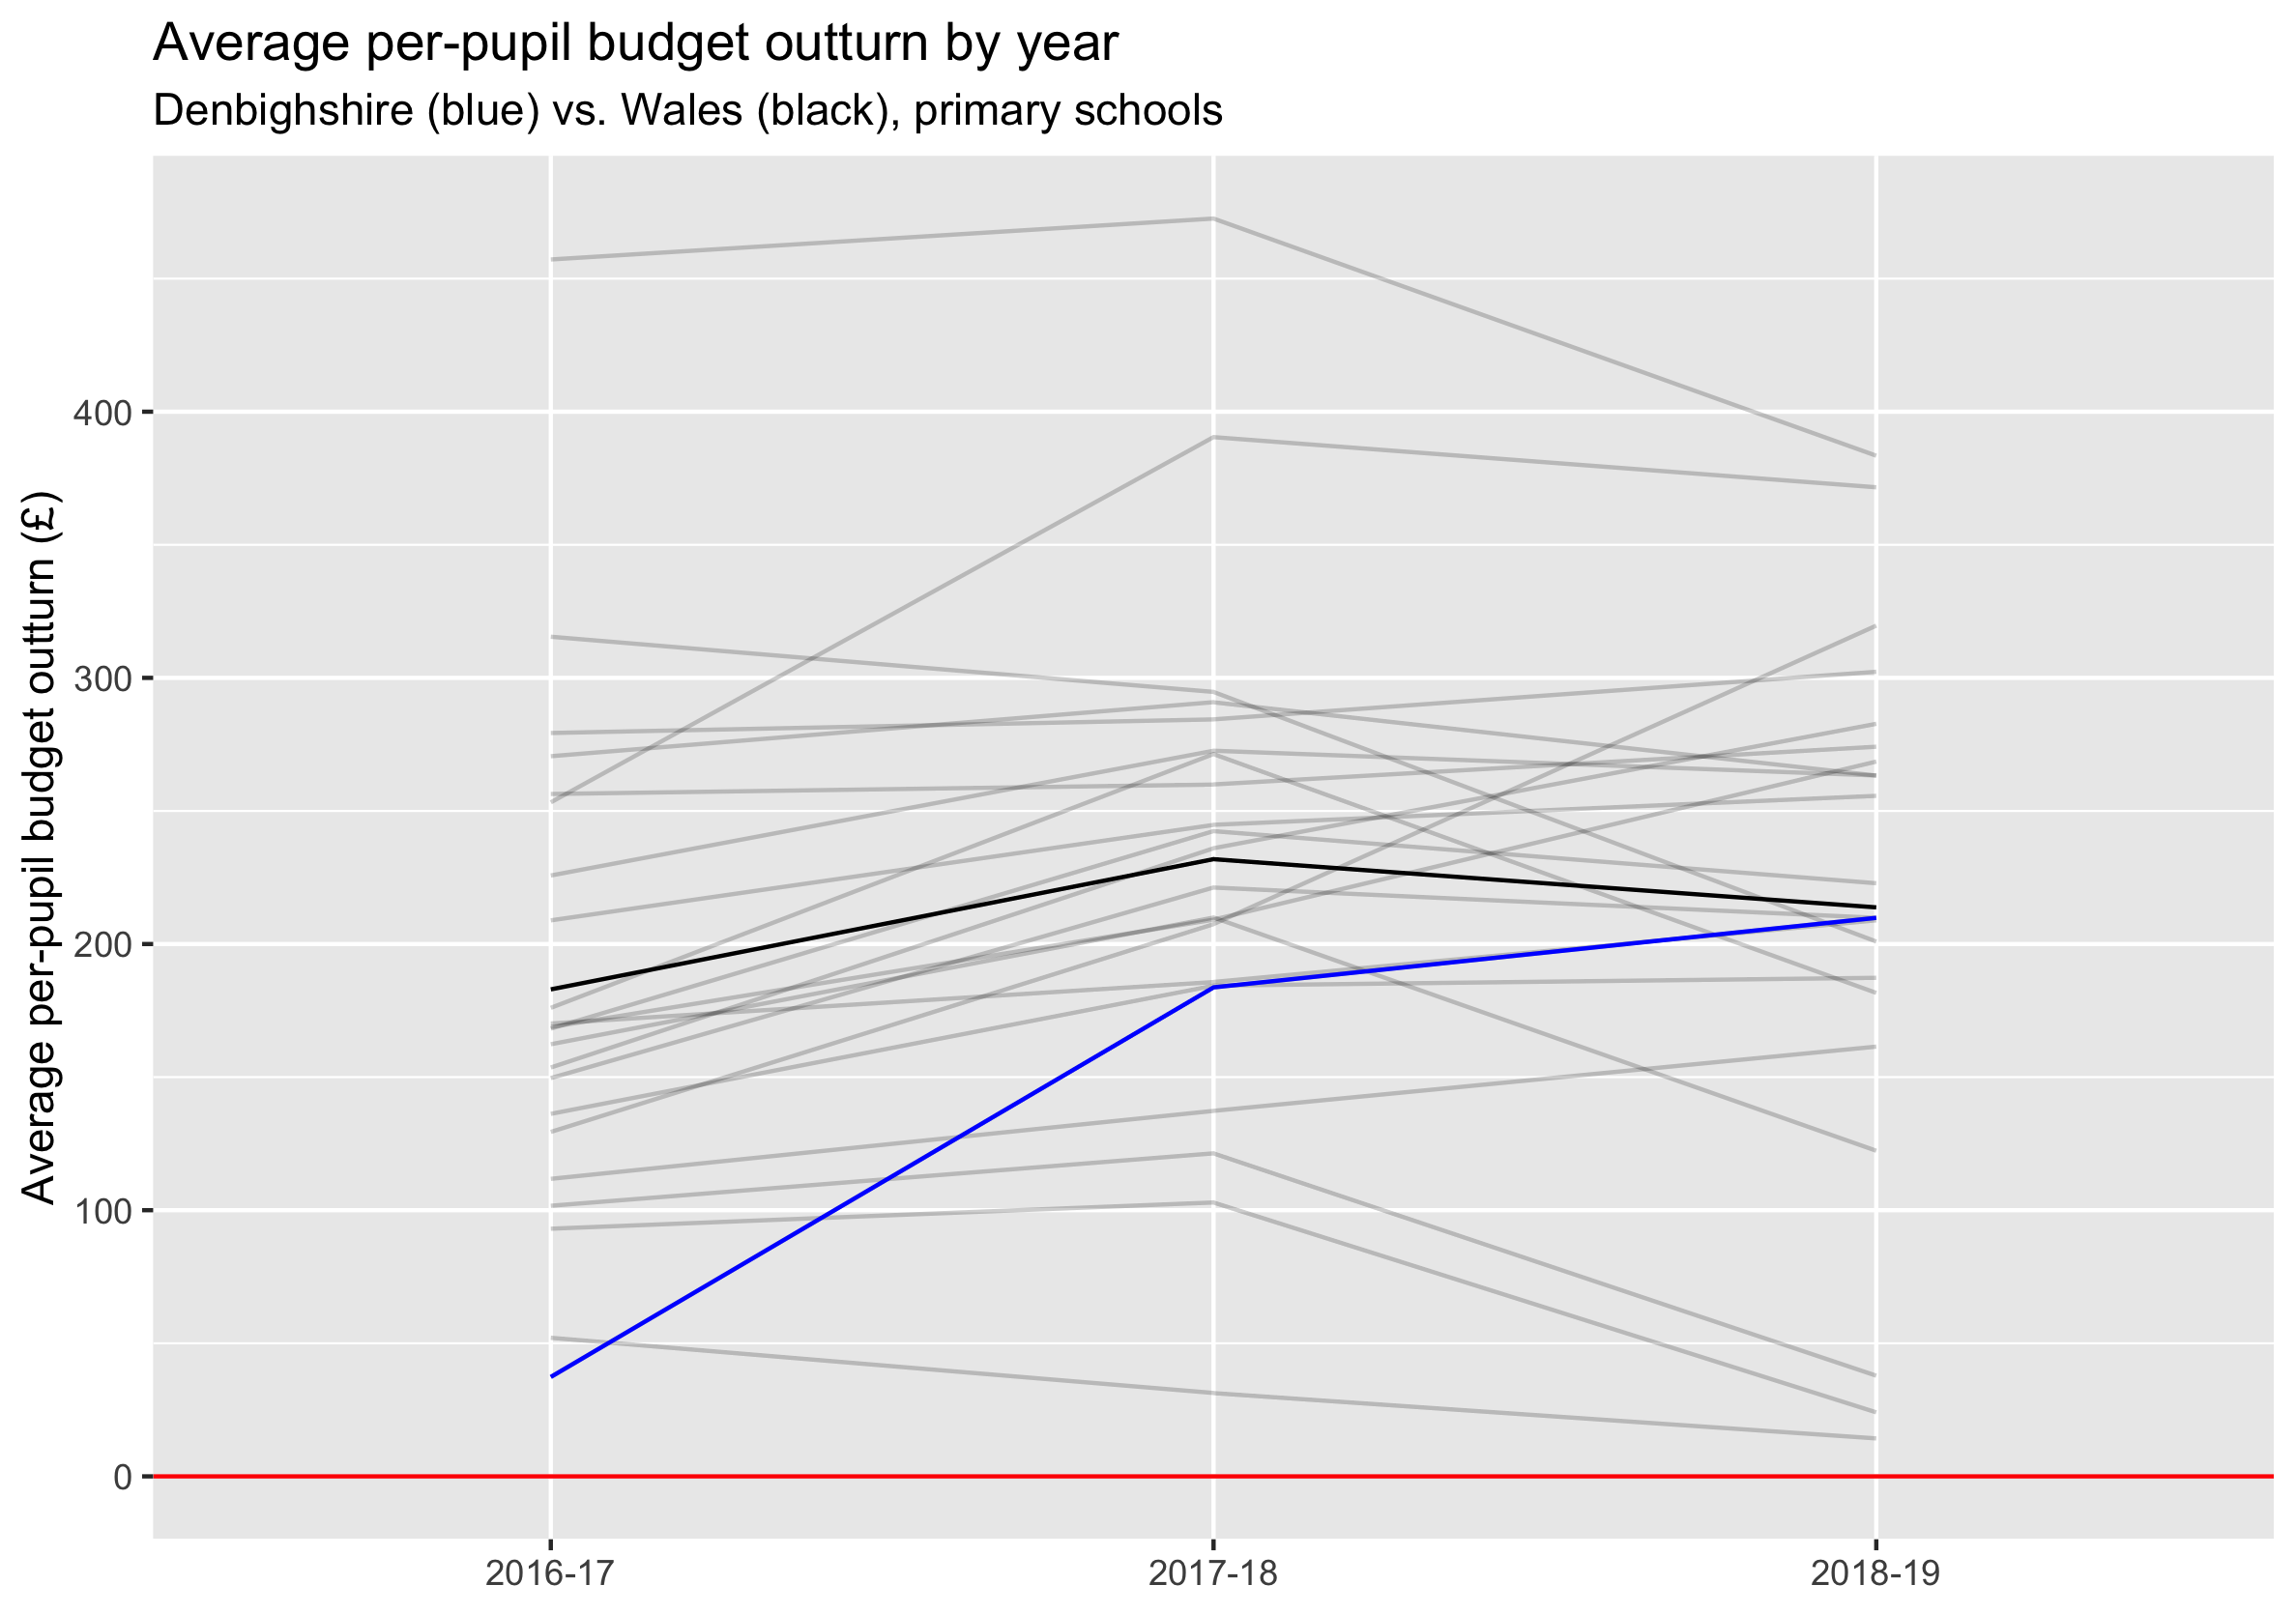 Average per-pupil budget outturn by year
Denbighshire (blue) vs. Wales (black), primary schools
Average per-pupil budget outturn (£)
400
300
200
100
0
2016-17
2017-18
2018-19